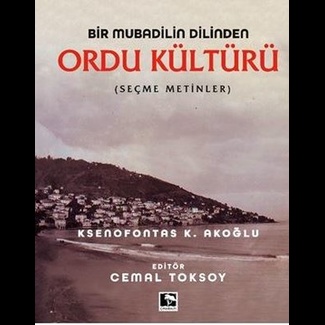 BİR MUBADİLİN DİLİNDEN
ORDU KÜLTÜRÜ
(SEÇME METİNLER)
KSENOFONTAS K. AKOĞLU
EDİTÖR
CEMAL TOKSOY